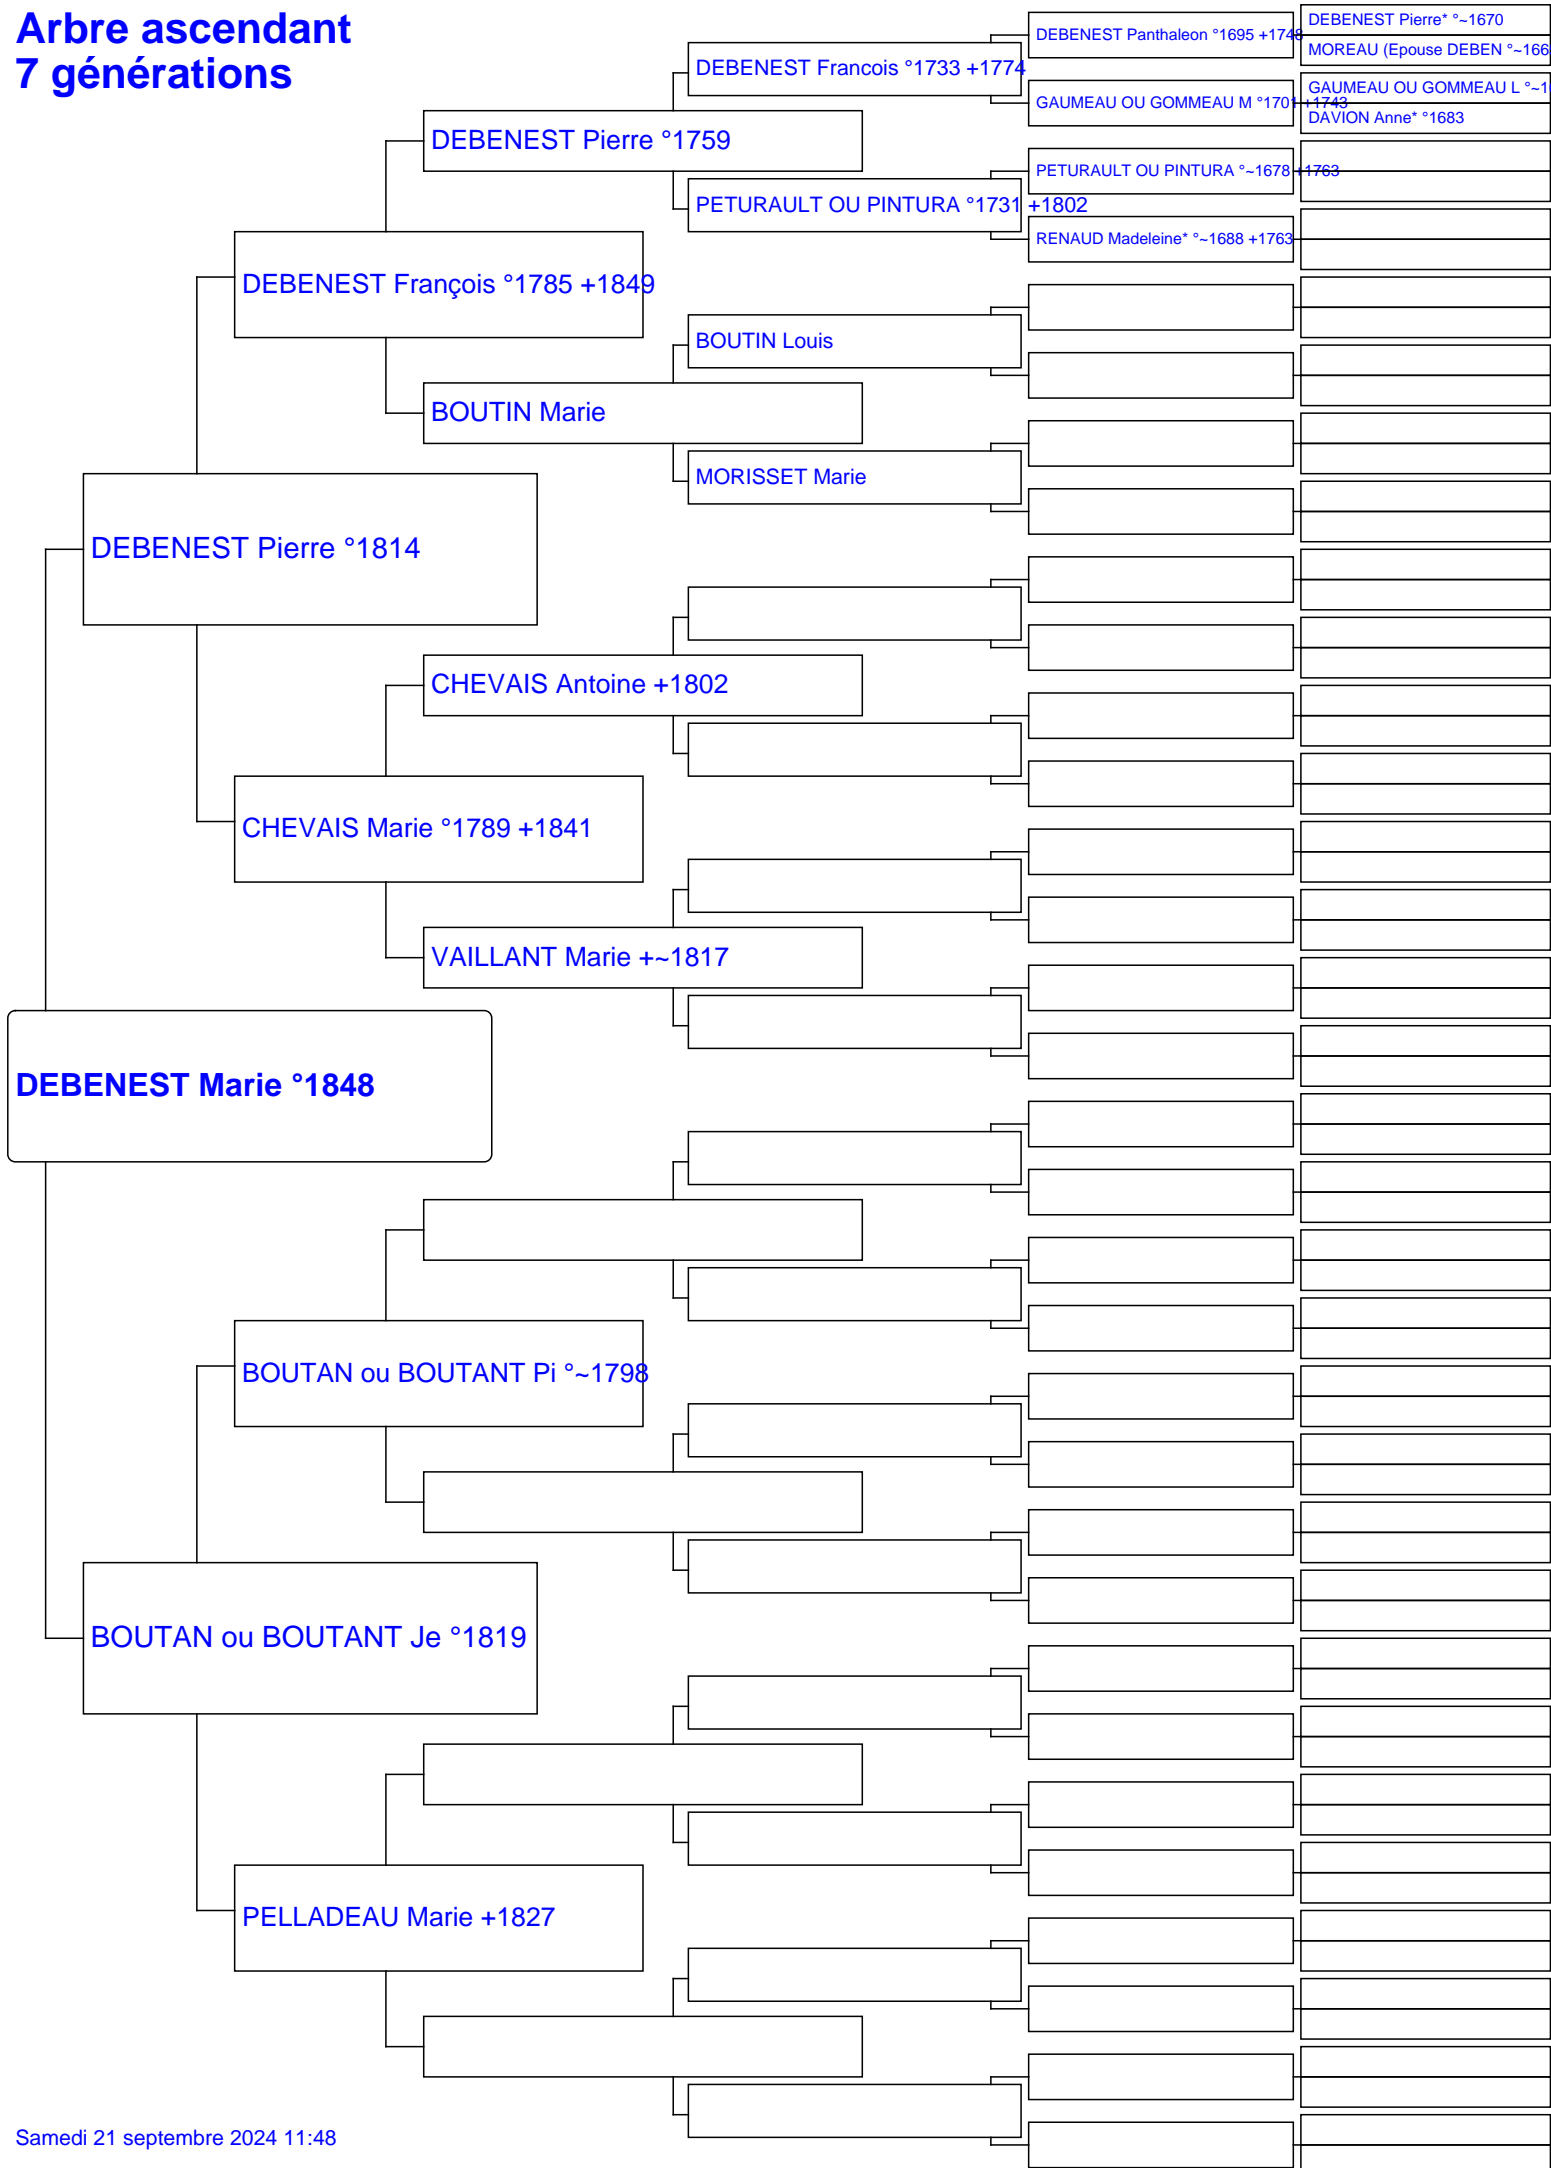 Arbre ascendant
7 générations
DEBENEST Pierre* °~1670
DEBENEST Panthaleon °1695 +1748
MOREAU (Epouse DEBEN °~166
DEBENEST Francois °1733 +1774
GAUMEAU OU GOMMEAU L °~1
GAUMEAU OU GOMMEAU M °1701 +1743
DAVION Anne* °1683
DEBENEST Pierre °1759
PETURAULT OU PINTURA °~1678 +1763
PETURAULT OU PINTURA °1731 +1802
RENAUD Madeleine* °~1688 +1763
DEBENEST François °1785 +1849
BOUTIN Louis
BOUTIN Marie
MORISSET Marie
DEBENEST Pierre °1814
CHEVAIS Antoine +1802
CHEVAIS Marie °1789 +1841
VAILLANT Marie +~1817
DEBENEST Marie °1848
BOUTAN ou BOUTANT Pi °~1798
BOUTAN ou BOUTANT Je °1819
PELLADEAU Marie +1827
Samedi 21 septembre 2024 11:48